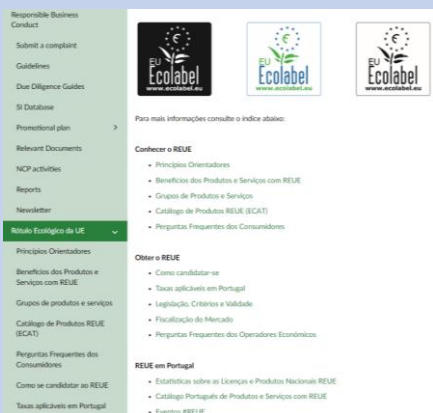 Responsible Business
Conduct
Submit a complaint
Guidelines
Due Diligence Guides
SI Database
Promotional plan
Relevant Documents
NCP activities
Reports
Newsletter
Rótulo Ecológico da UE
Princípios Orientadores
Benefícios dos Produtos e
Serviços com REUE
Grupos de produtos e serviços
Catálogo de Produtos REUE
(ECAT)
Perguntas Frequentes dos
Consumidores
Como se candidatar ao REUE
Taxas aplicáveis em Portugal
EU
Ecolabel
www.ecolabel.eu
EU
Ecolabel
www.ecolabel.eu
EU
Ecolabel
www.ecolabel.eu
Para mais informações consulte o índice abaixo:
Conhecer o REUE
Princípios Orientadores
Benefícios dos Produtos e Serviços com REUE
Grupos de Produtos e Serviços
Catálogo de Produtos REUE (ECAT)
Perguntas Frequentes dos Consumidores
Obter o REUE
Como candidatar-se
Taxas aplicáveis em Portugal
Legislação, Critérios e Validade
Fiscalização do Mercado
Perguntas Frequentes dos Operadores Económicos
REUE em Portugal
Estatísticas sobre as Licenças e Produtos Nacionais REUE
Catálogo Português de Produtos e Serviços com REUE
Eventos #REUE